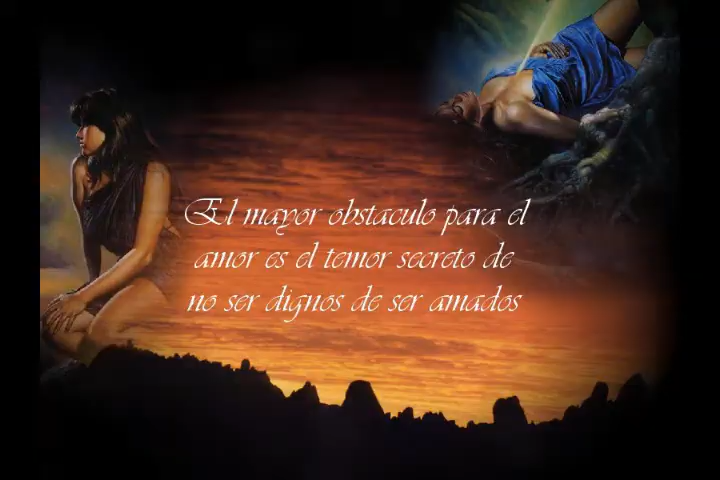 El mayor obstaculo para el
amor es el temor secreto de
no ser dignos de ser amados